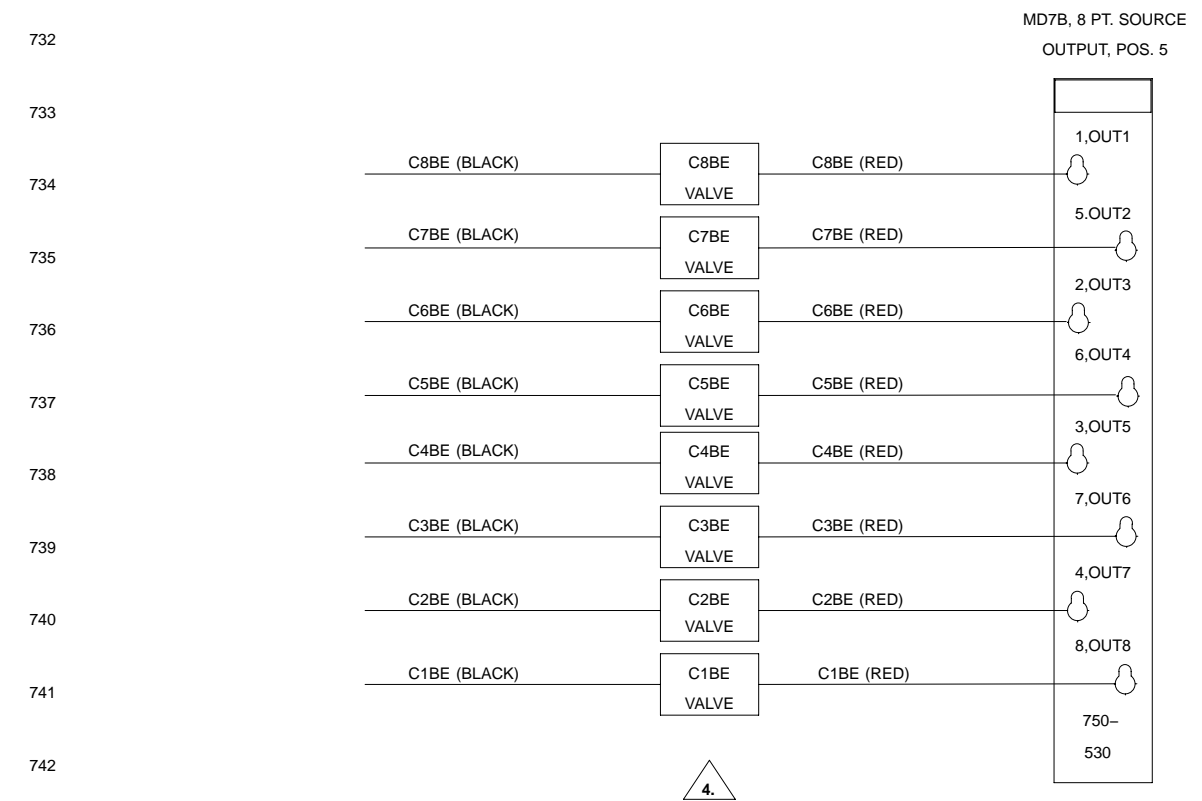 MD7B, 8 PT. SOURCE
732
OUTPUT, POS. 5
733
1,OUT1
C8BE (BLACK) C8BE C8BE (RED)
734
VALVE
5.OUT2
C7BE (BLACK) C7BE C7BE (RED)
735
VALVE
2,OUT3
C6BE (BLACK) C6BE C6BE (RED)
736
VALVE
6,OUT4
C5BE (BLACK) C5BE C5BE (RED)
737
VALVE
3,OUT5
C4BE (BLACK) C4BE C4BE (RED)
738
VALVE
7,OUT6
C3BE (BLACK) C3BE C3BE (RED)
739
VALVE
4,OUT7
C2BE (BLACK) C2BE C2BE (RED)
740
VALVE
8,OUT8
C1BE (BLACK) C1BE C1BE (RED)
741
VALVE
750–
530
742
4.